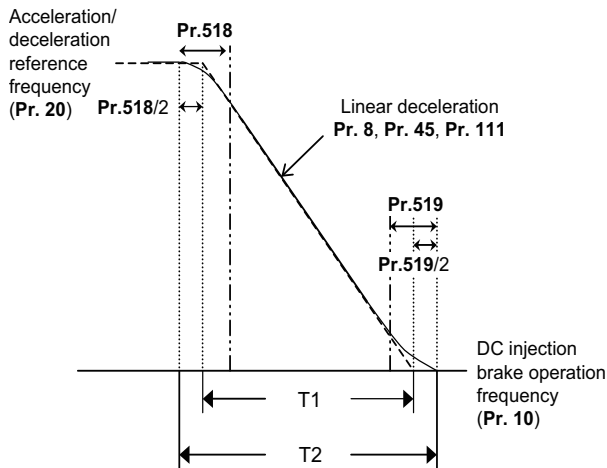 Acceleration/
deceleration
reference
frequency
(Pr. 20)
Pr.518
Pr.518/2
Linear deceleration
Pr. 8, Pr. 45, Pr. 111
Pr.519
Pr.519/2
DC injection
brake operation
frequency
(Pr. 10)
T1
T2